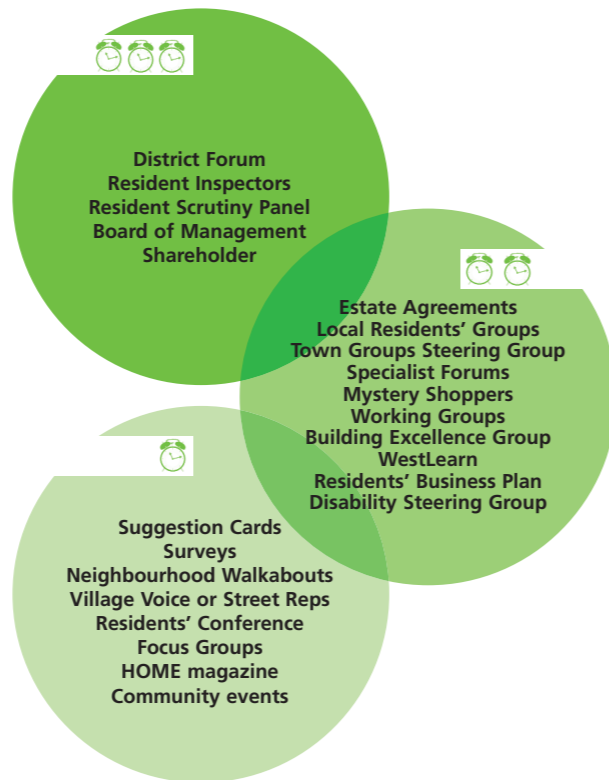 District Forum
Resident Inspectors
Resident Scrutiny Panel
Board of Management
Shareholder
Estate Agreements
Local Residents’ Groups
Town Groups Steering Group
Specialist Forums
Mystery Shoppers
Working Groups
Building Excellence Group
WestLearn
Residents’ Business Plan
Disability Steering Group
Suggestion Cards
Surveys
Neighbourhood Walkabouts
Village Voice or Street Reps
Residents’ Conference
Focus Groups
HOME magazine
Community events